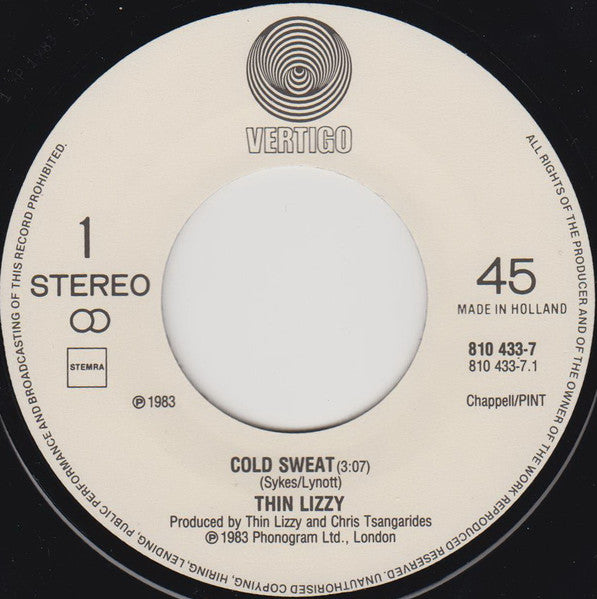 VERTIGO
1
STEREO
STEMRA
℗ 1983
45
MADE IN HOLLAND
810 433-7
810 433-7.1
Chappell/PINT
COLD SWEAT (3:07)
(Sykes/Lynott)
THIN LIZZY
Produced by Thin Lizzy and Chris Tsangarides
℗ 1983 Phonogram Ltd., London
ALL RIGHTS OF THE PRODUCER AND OF THE OWNER OF THE WORK REPRODUCED RESERVED. UNAUTHORISED COPYING, HIRING, LENDING, PUBLIC PERFORMANCE AND BROADCASTING OF THIS RECORD PROHIBITED.